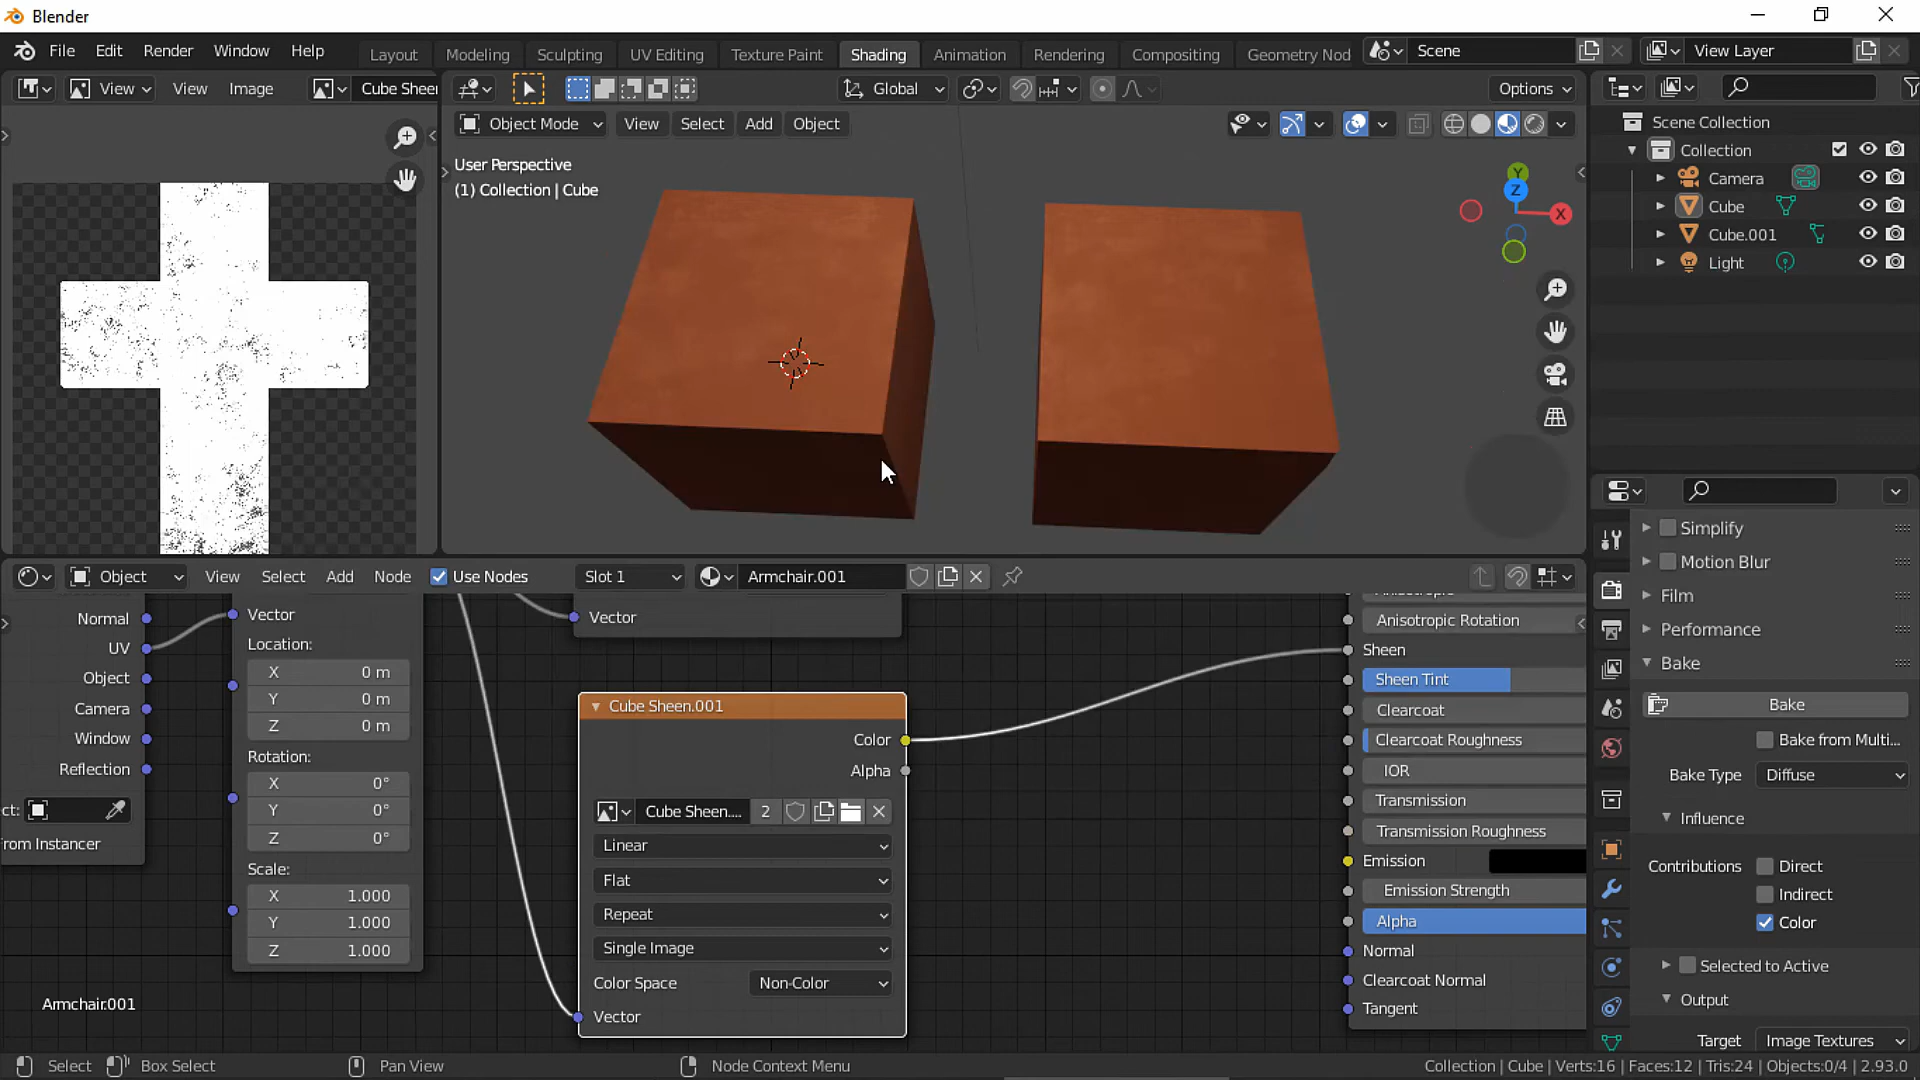 Blender
File Edit Render Window Help Layout Modeling Sculpting UV Editing Texture Paint Shading Animation Rendering Compositing Geometry Nod Scene View Layer
View View Image Cube Shee
Global Options
Object Mode View Select Add Object
User Perspective
(1) Collection | Cube
Y
Z
X
Scene Collection
Collection
Camera
Cube
Cube.001
Light
Object View Select Add Node Use Nodes Slot 1 Armchair.001
Normal
UV
Object
Camera
Window
Reflection
ct:
rom Instancer
Armchair.001
Vector
Location:
X 0 m
Y 0 m
Z 0 m
Rotation:
X 0°
Y 0°
Z 0°
Scale:
X 1.000
Y 1.000
Z 1.000
Vector
Cube Sheen.001
Color
Alpha
Cube Sheen.... 2
Linear
Flat
Repeat
Single Image
Color Space Non-Color
Vector
Anisotropic Rotation
Sheen
Sheen Tint
Clearcoat
Clearcoat Roughness
IOR
Transmission
Transmission Roughness
Emission
Emission Strength
Alpha
Normal
Clearcoat Normal
Tangent
Simplify
Motion Blur
Film
Performance
Bake
Bake
Bake from Multi...
Bake Type Diffuse
Influence
Contributions Direct
Indirect
Color
Selected to Active
Output
Target Image Textures
Select Box Select Pan View Node Context Menu Collection | Cube | Verts:16 | Faces:12 | Tris:24 | Objects:0/4 | 2.93.0